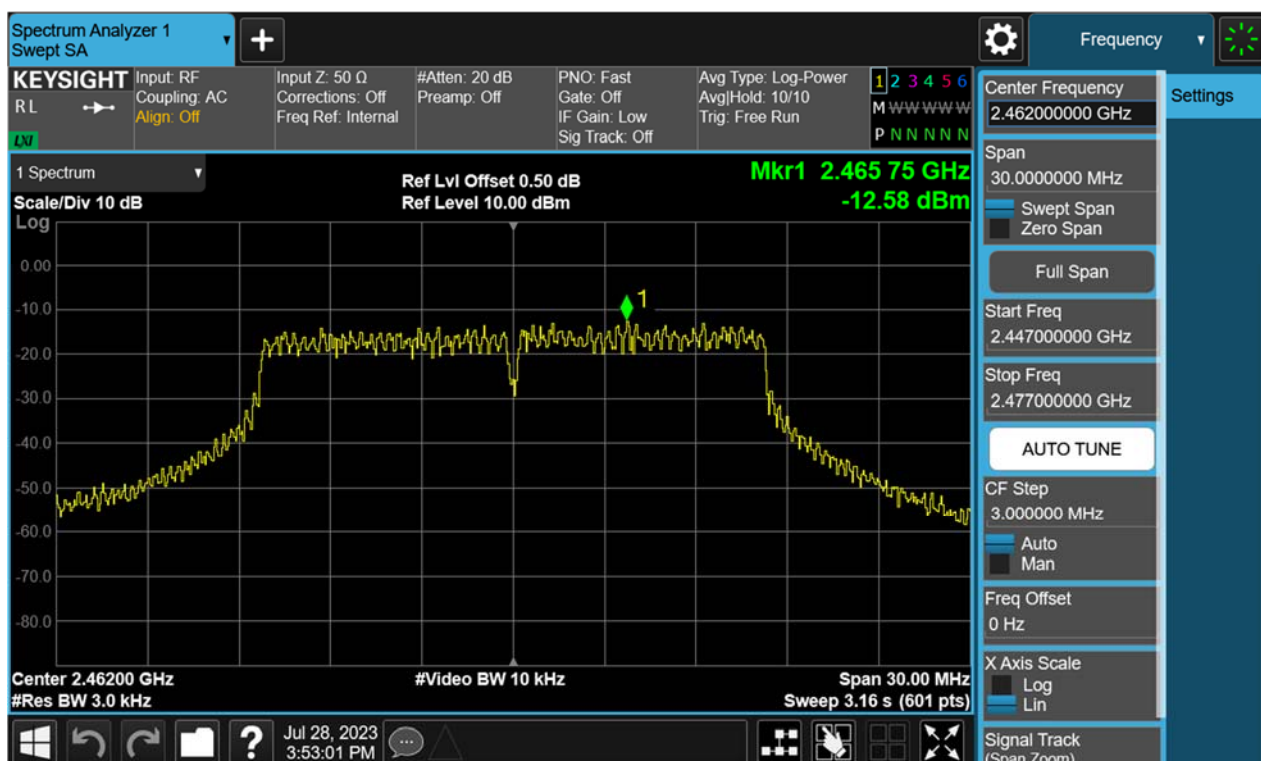 Spectrum Analyzer 1
Swept SA
Frequency
KEYSIGHT
RL
LXI
Input: RF
Coupling: AC
Align: Off
Input Z: 50 Ω
Corrections: Off
Freq Ref: Internal
#Atten: 20 dB
Preamp: Off
PNO: Fast
Gate: Off
IF Gain: Low
Sig Track: Off
Avg Type: Log-Power
Avg|Hold: 10/10
Trig: Free Run
1 2 3 4 5 6
M W W W W W
P N N N N N
1 Spectrum
Scale/Div 10 dB
Log
Ref Lvl Offset 0.50 dB
Ref Level 10.00 dBm
Mkr1 2.465 75 GHz
-12.58 dBm
0.00
-10.0
-20.0
-30.0
-40.0
-50.0
-60.0
-70.0
-80.0
1
Center 2.46200 GHz
#Res BW 3.0 kHz
#Video BW 10 kHz
Span 30.00 MHz
Sweep 3.16 s (601 pts)
?
Jul 28, 2023
3:53:01 PM
Center Frequency
2.462000000 GHz
Span
30.0000000 MHz
Swept Span
Zero Span
Full Span
Start Freq
2.447000000 GHz
Stop Freq
2.477000000 GHz
AUTO TUNE
CF Step
3.000000 MHz
Auto
Man
Freq Offset
0 Hz
X Axis Scale
Log
Lin
Signal Track
(Span Zoom)
Settings